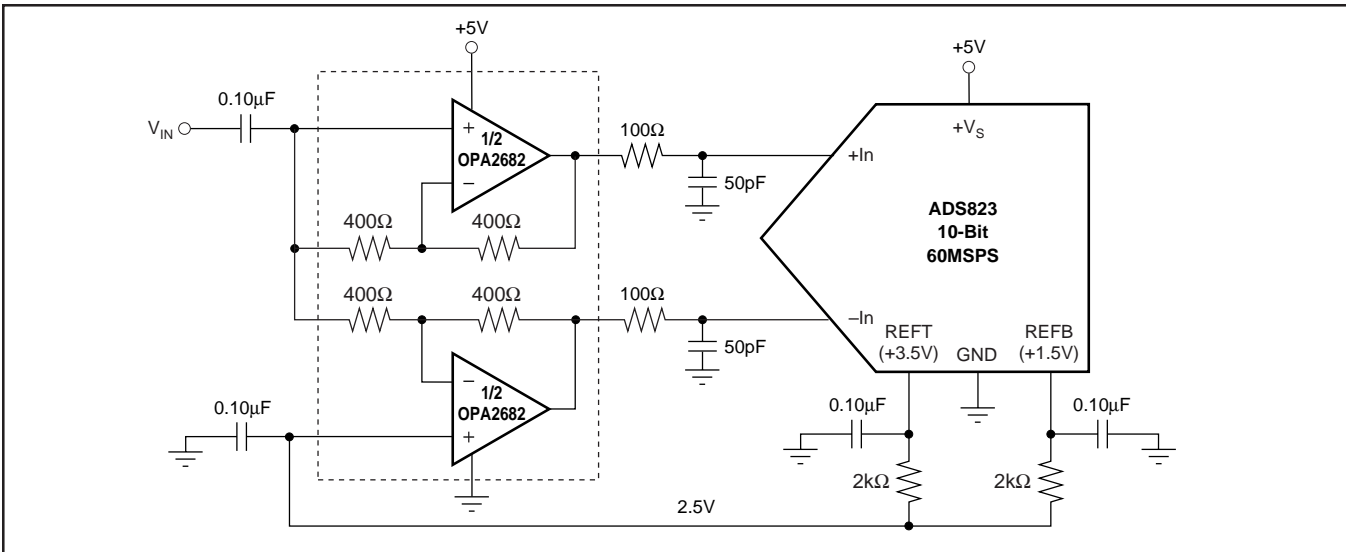 +5V
+5V
0.10µF
V_IN
+
1/2
OPA2682
−
100Ω
50pF
+In
+V_S
ADS823
10-Bit
60MSPS
400Ω
400Ω
400Ω
400Ω
100Ω
50pF
–In
REFT
(+3.5V)
GND
REFB
(+1.5V)
−
1/2
OPA2682
+
0.10µF
0.10µF
0.10µF
2kΩ
2kΩ
2.5V